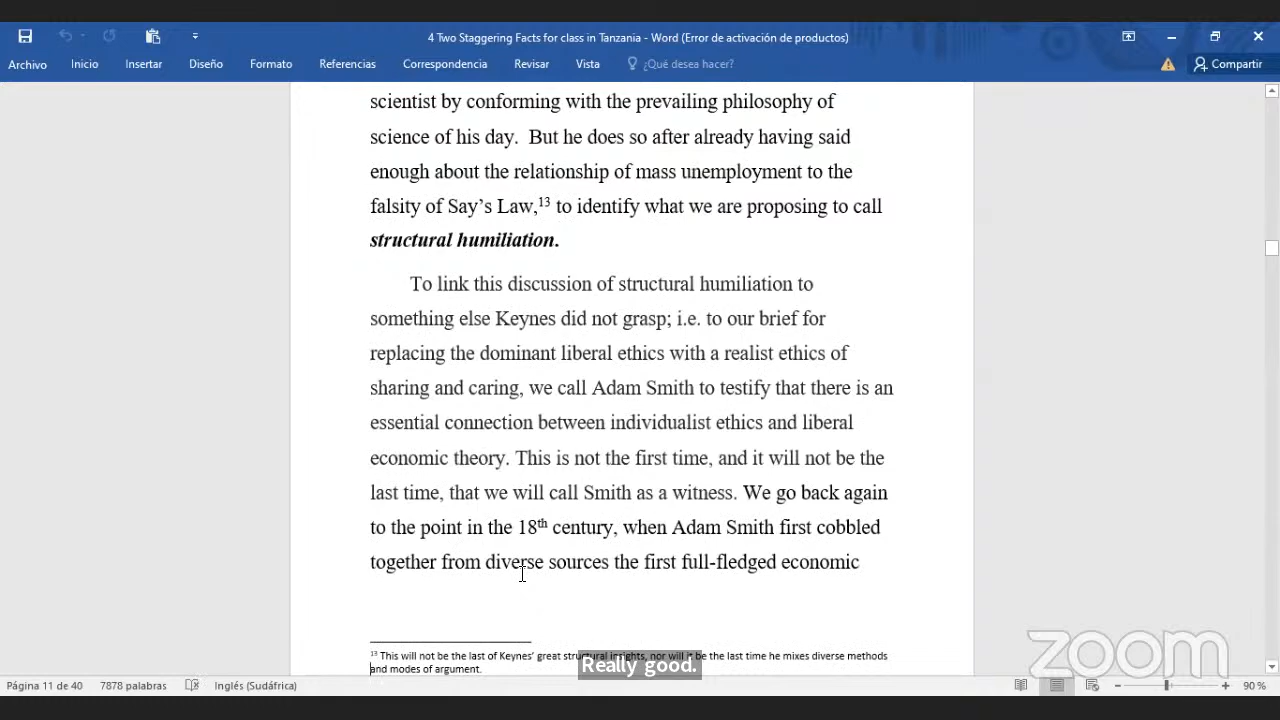 4 Two Staggering Facts for class in Tanzania - Word (Error de activación de productos)
Archivo Inicio Insertar Diseño Formato Referencias Correspondencia Revisar Vista ¿Qué desea hacer? Compartir
scientist by conforming with the prevailing philosophy of
science of his day. But he does so after already having said
enough about the relationship of mass unemployment to the
falsity of Say's Law,13 to identify what we are proposing to call
structural humiliation.
To link this discussion of structural humiliation to
something else Keynes did not grasp; i.e. to our brief for
replacing the dominant liberal ethics with a realist ethics of
sharing and caring, we call Adam Smith to testify that there is an
essential connection between individualist ethics and liberal
economic theory. This is not the first time, and it will not be the
last time, that we will call Smith as a witness. We go back again
to the point in the 18th century, when Adam Smith first cobbled
together from diverse sources the first full-fledged economic
13 This will not be the last of Keynes' great structural insights, nor will it be the last time he mixes diverse methods
and modes of argument.
Really good.
zoom
Página 11 de 40 7878 palabras Inglés (Sudáfrica) 90 %